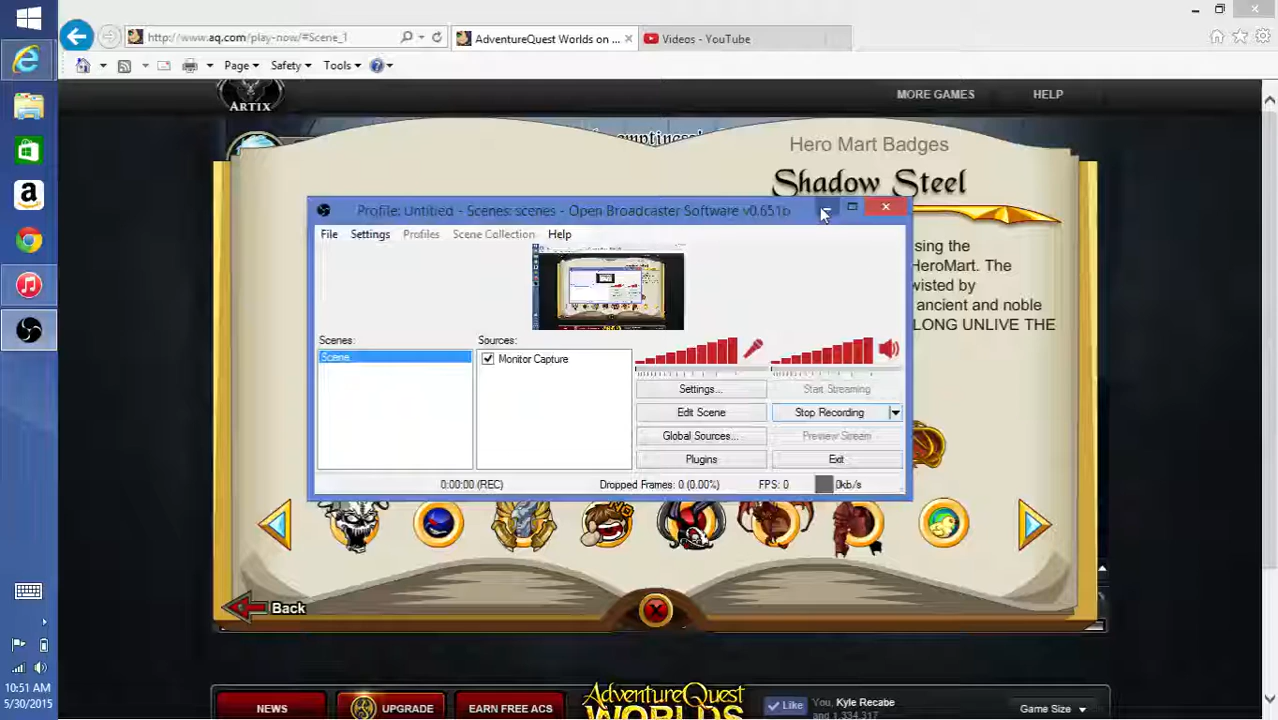 http://www.aq.com/play-now/#Scene_1
AdventureQuest Worlds on ...
Videos - YouTube
Page
Safety
Tools
ARTIX
MORE GAMES
HELP
Hero Mart Badges
Shadow Steel
Profile: Untitled - Scenes: scenes - Open Broadcaster Software v0.651b
sing the
File
Settings
Profiles
Scene Collection
Help
HeroMart. The
wisted by
ancient and noble
LONG UNLIVE THE
Scenes:
Sources:
Scene
Monitor Capture
Settings...
Start Streaming
Edit Scene
Stop Recording
Global Sources...
Preview Stream
Plugins
Exit
0:00:00 (REC)
Dropped Frames: 0 (0.00%)
FPS: 0
0kb/s
Back
10:51 AM
5/30/2015
NEWS
UPGRADE
EARN FREE ACS
AdventureQuest
WORLDS
Like
You, Kyle Recabe
and 1,334,317
Game Size